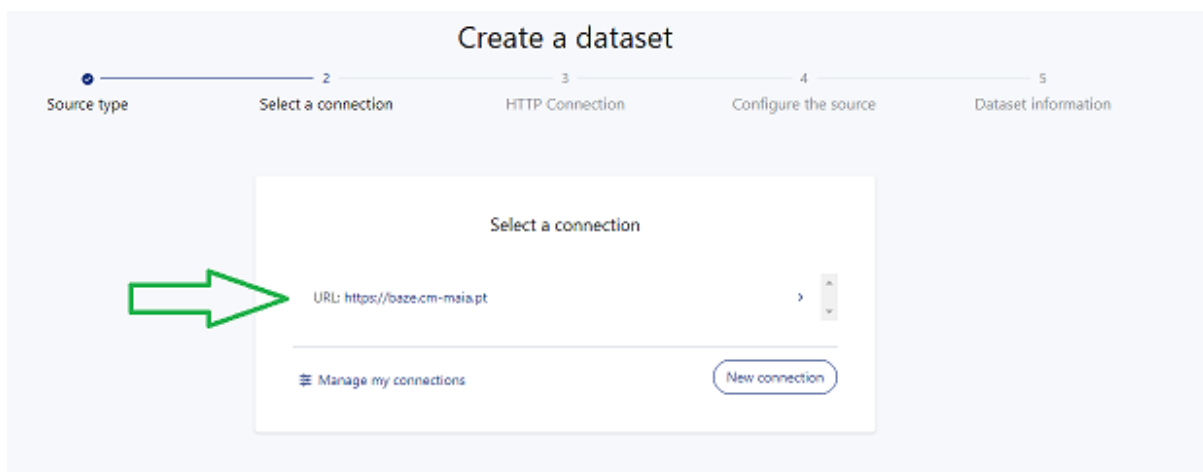 Create a dataset
2 3 4 5
Source type Select a connection HTTP Connection Configure the source Dataset information
Select a connection
URL: https://baze.cm-maia.pt
Manage my connections New connection